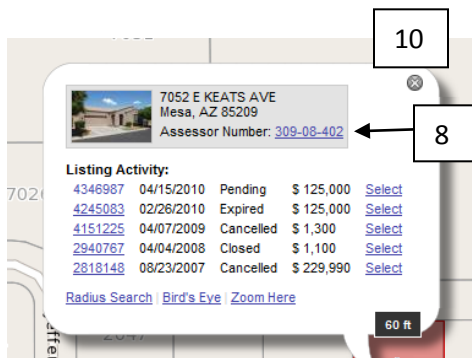 10
7052 E KEATS AVE
Mesa, AZ 85209
Assessor Number: 309-08-402
8
Listing Activity:
4346987 04/15/2010 Pending $ 125,000 Select
4245083 02/26/2010 Expired $ 125,000 Select
4151225 04/07/2009 Cancelled $ 1,300 Select
2940767 04/04/2008 Closed $ 1,100 Select
2818148 08/23/2007 Cancelled $ 229,990 Select
Radius Search | Bird's Eye | Zoom Here
60 ft
702